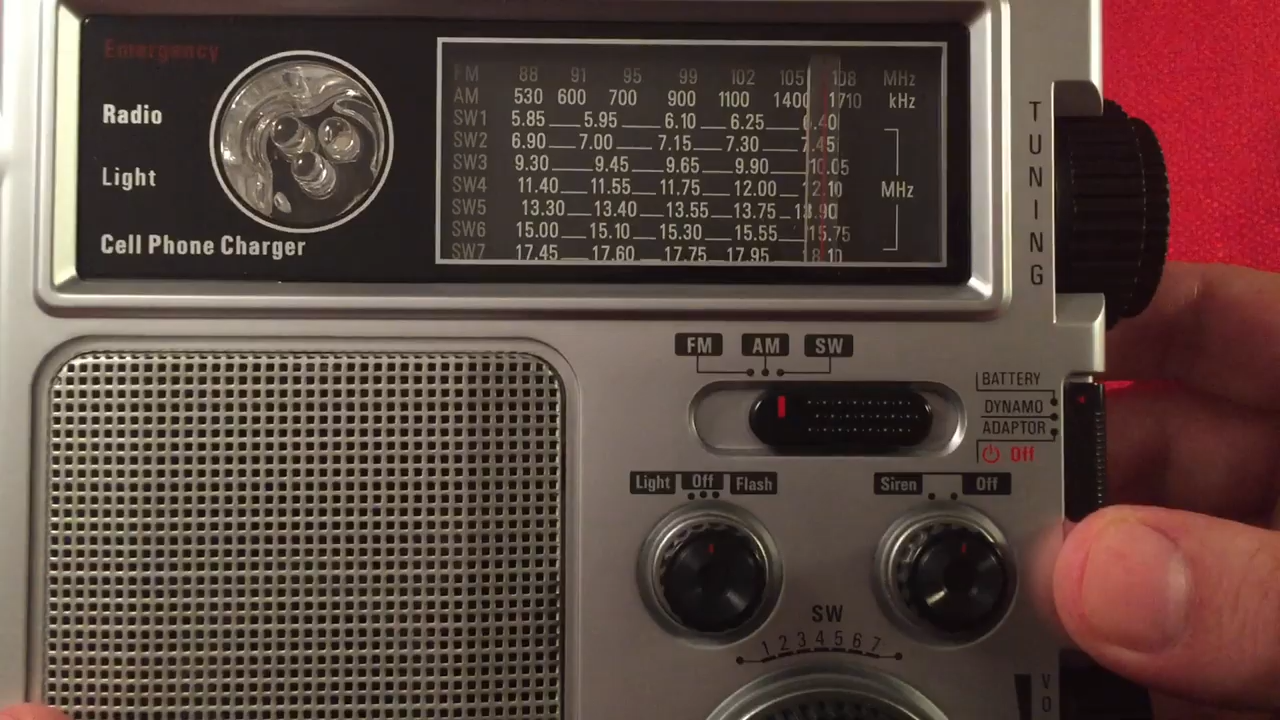 Emergency
Radio
Light
Cell Phone Charger
FM 88 91 95 99 102 105 108 MHz
AM 530 600 700 900 1100 1400 1710 kHz
SW1 5.85 5.95 6.10 6.25 6.40
SW2 6.90 7.00 7.15 7.30 7.45
SW3 9.30 9.45 9.65 9.90 10.05
SW4 11.40 11.55 11.75 12.00 12.10 MHz
SW5 13.30 13.40 13.55 13.75 13.90
SW6 15.00 15.10 15.30 15.55 15.75
SW7 17.45 17.60 17.75 17.95 18.10
TUNING
FM AM SW
BATTERY
DYNAMO
ADAPTOR
Off
Light Off Flash
Siren Off
SW
1 2 3 4 5 6 7
VO